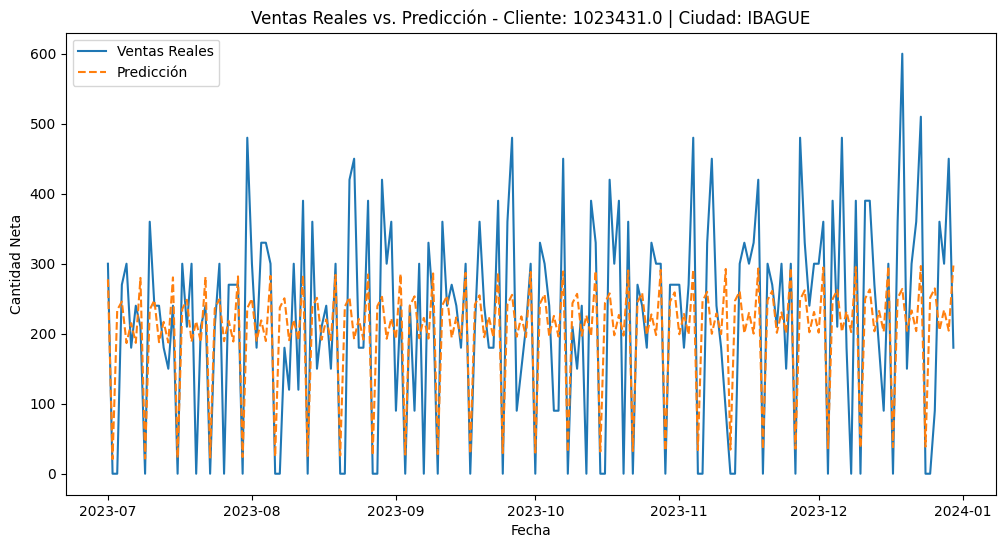 Ventas Reales vs. Predicción - Cliente: 1023431.0 | Ciudad: IBAGUE
Ventas Reales
Predicción
Cantidad Neta
600
500
400
300
200
100
0
2023-07
2023-08
2023-09
2023-10
2023-11
2023-12
2024-01
Fecha